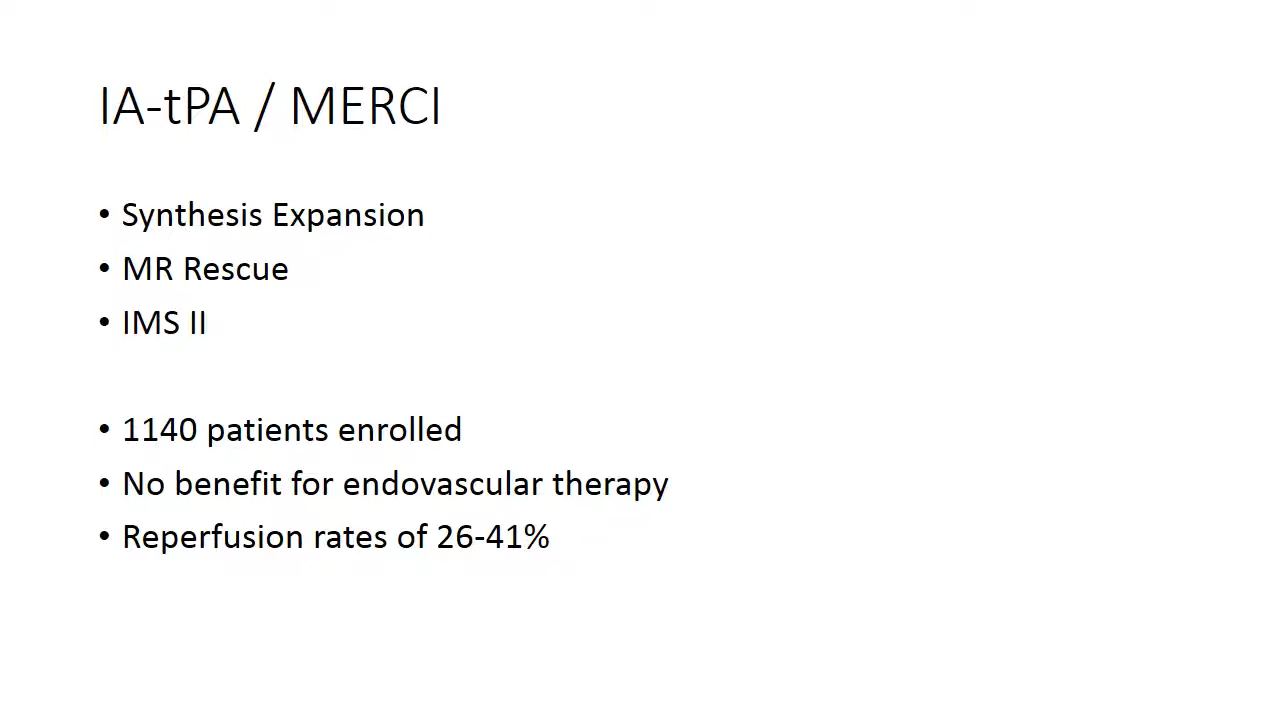 IA-tPA / MERCI
• Synthesis Expansion
• MR Rescue
• IMS II
• 1140 patients enrolled
• No benefit for endovascular therapy
• Reperfusion rates of 26-41%